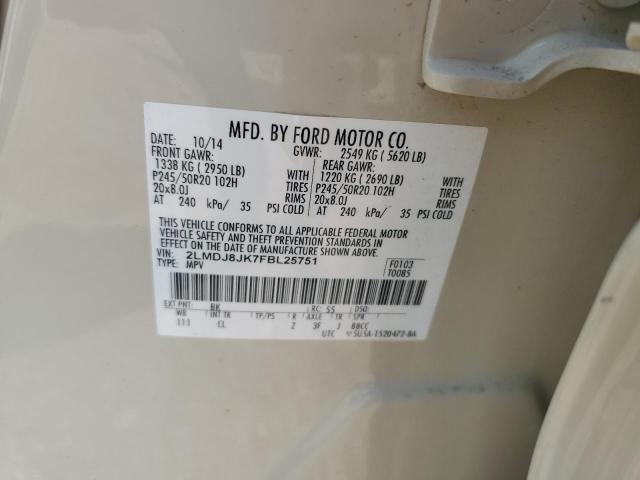 MFD. BY FORD MOTOR CO.
DATE: 10/14 GVWR: 2549 KG ( 5620 LB)
FRONT GAWR: REAR GAWR:
1338 KG ( 2950 LB) WITH 1220 KG ( 2690 LB) WITH
P245/50R20 102H TIRES P245/50R20 102H TIRES
20x8.0J RIMS 20x8.0J RIMS
AT 240 kPa/ 35 PSI COLD AT 240 kPa/ 35 PSI COLD
THIS VEHICLE CONFORMS TO ALL APPLICABLE FEDERAL MOTOR
VEHICLE SAFETY AND THEFT PREVENTION STANDARDS IN
EFFECT ON THE DATE OF MANUFACTURE SHOWN ABOVE.
VIN: 2LMDJ8JK7FBL25751 F0103
TYPE: MPV T0085
EXT PNT: BK RC: 55 DSO:
WB INT TR TP/PS R AXLE TR SPR
111 CL Z 3F J BBCC
UTC